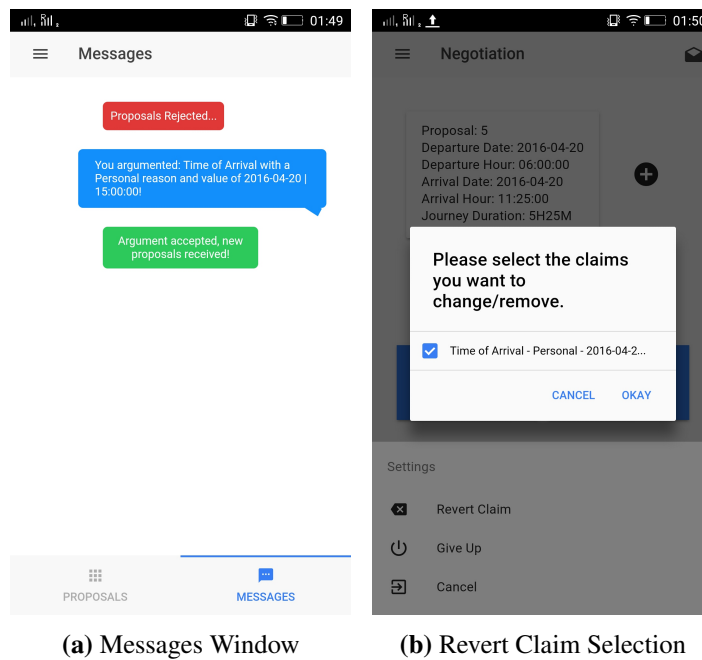 01:49
Messages
Proposals Rejected...
You argumented: Time of Arrival with a
Personal reason and value of 2016-04-20 |
15:00:00!
Argument accepted, new
proposals received!
PROPOSALS
MESSAGES
(a) Messages Window
01:50
Negotiation
Proposal: 5
Departure Date: 2016-04-20
Departure Hour: 06:00:00
Arrival Date: 2016-04-20
Arrival Hour: 11:25:00
Journey Duration: 5H25M
Please select the claims
you want to
change/remove.
Time of Arrival - Personal - 2016-04-2...
CANCEL
OKAY
Settings
Revert Claim
Give Up
Cancel
(b) Revert Claim Selection